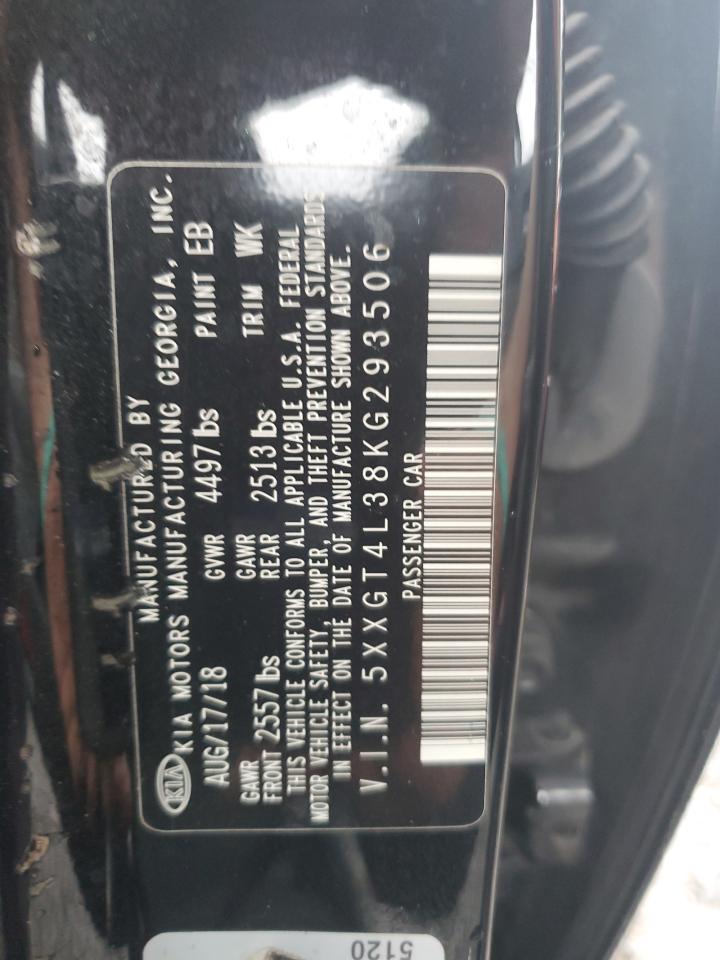 MANUFACTURED BY
KIA KIA MOTORS MANUFACTURING GEORGIA, INC.
AUG/17/18 GVWR 4497 lbs PAINT EB
GAWR FRONT 2557 lbs GAWR REAR 2513 lbs TRIM WK
THIS VEHICLE CONFORMS TO ALL APPLICABLE U.S.A. FEDERAL
MOTOR VEHICLE SAFETY, BUMPER, AND THEFT PREVENTION STANDARDS
IN EFFECT ON THE DATE OF MANUFACTURE SHOWN ABOVE.
V.I.N. 5XXGT4L38KG293506
PASSENGER CAR
5120